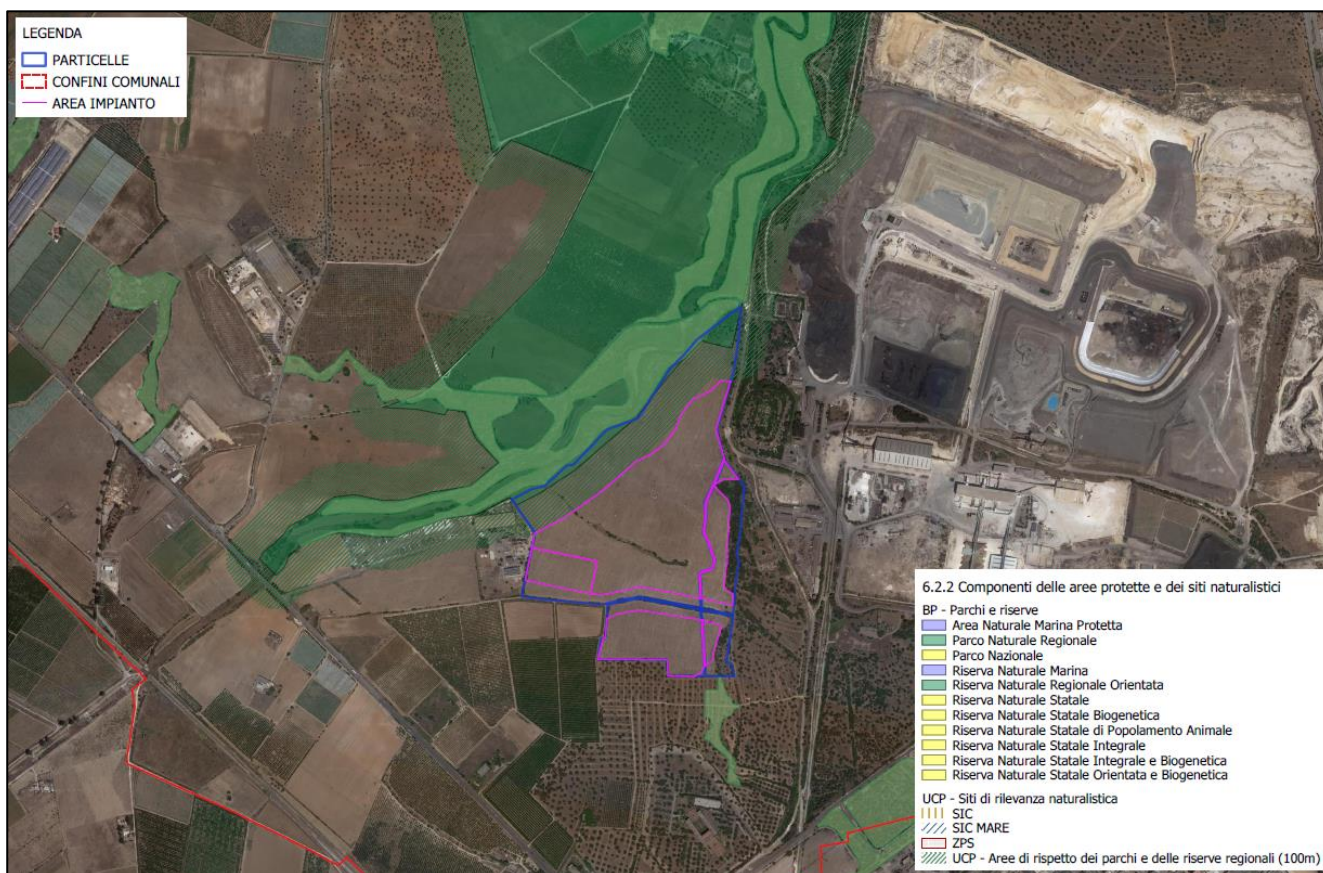 LEGENDA
PARTICELLE
CONFINI COMUNALI
AREA IMPIANTO
6.2.2 Componenti delle aree protette e dei siti naturalistici
BP - Parchi e riserve
Area Naturale Marina Protetta
Parco Naturale Regionale
Parco Nazionale
Riserva Naturale Marina
Riserva Naturale Regionale Orientata
Riserva Naturale Statale
Riserva Naturale Statale Biogenetica
Riserva Naturale Statale di Popolamento Animale
Riserva Naturale Statale Integrale
Riserva Naturale Statale Integrale e Biogenetica
Riserva Naturale Statale Orientata e Biogenetica
UCP - Siti di rilevanza naturalistica
SIC
SIC MARE
ZPS
UCP - Aree di rispetto dei parchi e delle riserve regionali (100m)